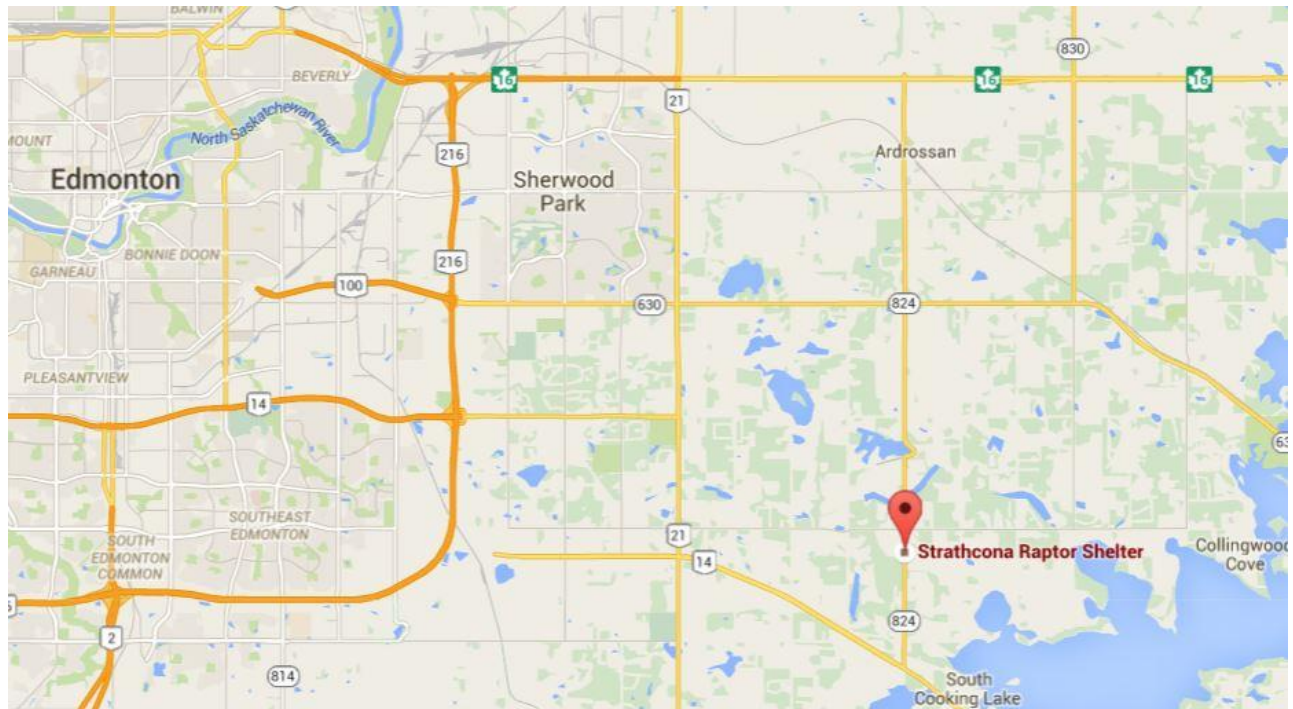 BALWIN
BEVERLY
16
16
16
830
21
North Saskatchewan River
216
Ardrossan
Edmonton
Sherwood
Park
BONNIE DOON
216
GARNEAU
100
630
824
PLEASANTVIEW
14
SOUTHEAST
EDMONTON
SOUTH
EDMONTON
COMMON
21
14
Strathcona Raptor Shelter
Collingwood
Cove
2
824
814
South
Cooking Lake